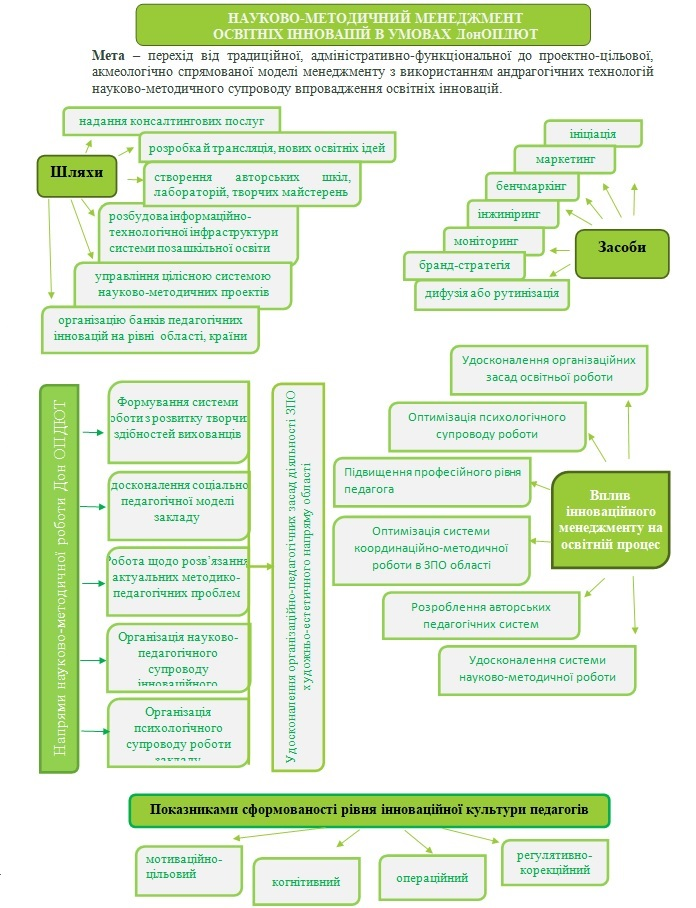 НАУКОВО-МЕТОДИЧНИЙ МЕНЕДЖМЕНТ
ОСВІТНІХ ІННОВАЦІЙ В УМОВАХ ДонОПДЮТ
Мета – перехід від традиційної, адміністративно-функціональної до проектно-цільової,
акмеологічно спрямованої моделі менеджменту з використанням андрагогічних технологій
науково-методичного супроводу впровадження освітніх інновацій.
Шляхи
надання консалтингових послуг
розробка й трансляція, нових освітніх ідей
створення авторських шкіл,
лабораторій, творчих майстерень
розбудова інформаційно-
технологічної інфраструктури
системи позашкільної освіти
управління цілісною системою
науково-методичних проектів
організацію банків педагогічних
інновацій на рівні області, країни
Засоби
ініціація
маркетинг
бенчмаркінг
інжиніринг
моніторинг
бранд-стратегія
дифузія або рутинізація
Напрями науково-методичної роботи Дон ОПДЮТ
Формування системи
оботи з розвитку творчи
здібностей вихованців
досконалення соціально
педагогічної моделі
закладу
Робота щодо розв’язання
актуальних методико-
педагогічних проблем
Організація науково-
педагогічного
супроводу
інноваційного
Організація
психологічного
супроводу роботи
закладу
Удосконалення організаційно-педагогічних засад діяльності ЗПО
художньо-естетичного напряму області
Вплив
інноваційного
менеджменту на
освітній процес
Удосконалення організаційних
засад освітньої роботи
Оптимізація психологічного
супроводу роботи
Підвищення професійного рівня
педагога
Оптимізація системи
координаційно-методичної
роботи в ЗПО області
Розроблення авторських
педагогічних систем
Удосконалення системи
науково-методичної роботи
Показниками сформованості рівня інноваційної культури педагогів
мотиваційно-
цільовий
когнітивний
операційний
регулятивно-
корекційний